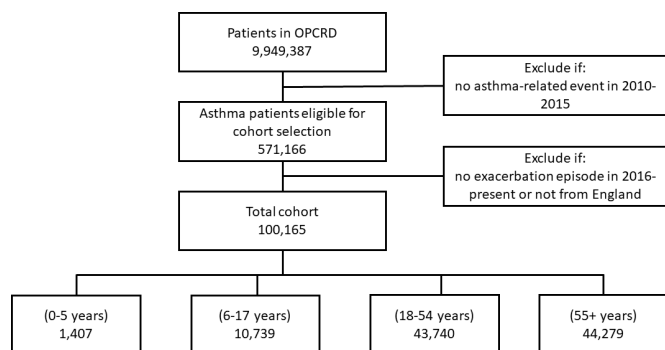 Patients in OPCRD
9,949,387
Exclude if:
no asthma-related event in 2010-
2015
Asthma patients eligible for
cohort selection
571,166
Exclude if:
no exacerbation episode in 2016-
present or not from England
Total cohort
100,165
(0-5 years)
1,407
(6-17 years)
10,739
(18-54 years)
43,740
(55+ years)
44,279